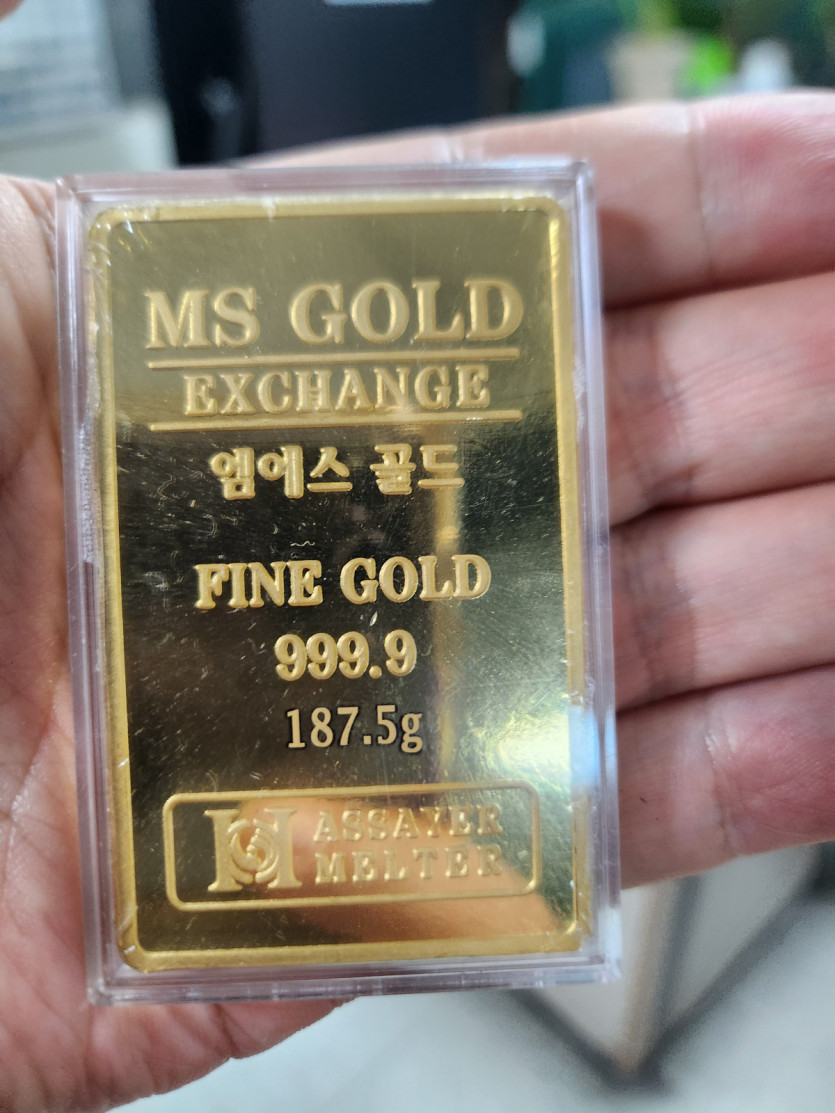 MS GOLD
EXCHANGE
엠에스 골드
FINE GOLD
999.9
187.5g
ASSAYER
MELTER